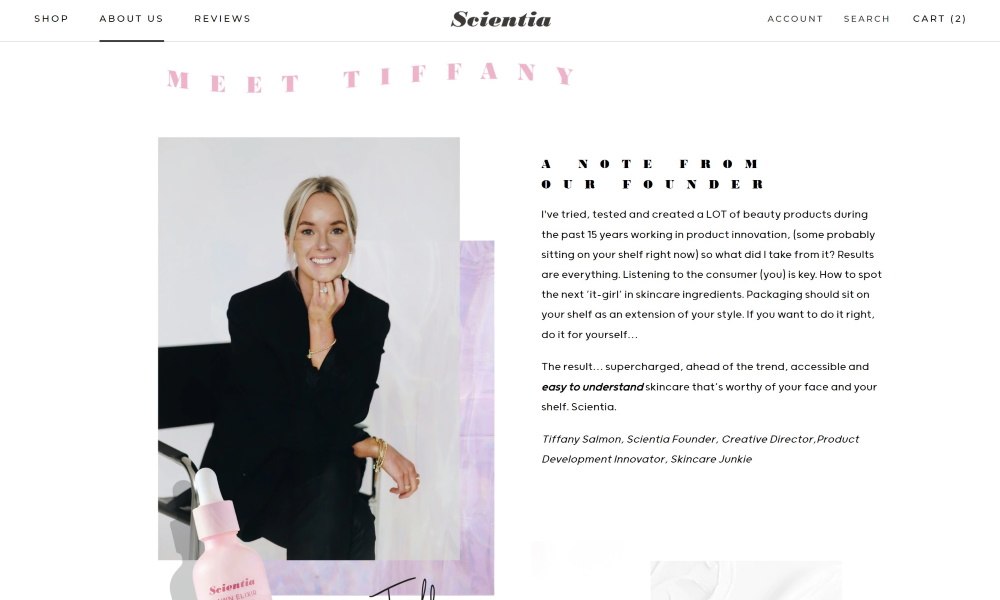 SHOP ABOUT US REVIEWS Scientia ACCOUNT SEARCH CART (2)
MEET TIFFANY
A NOTE FROM
OUR FOUNDER
I've tried, tested and created a LOT of beauty products during
the past 15 years working in product innovation, (some probably
sitting on your shelf right now) so what did I take from it? Results
are everything. Listening to the consumer (you) is key. How to spot
the next 'it-girl' in skincare ingredients. Packaging should sit on
your shelf as an extension of your style. If you want to do it right,
do it for yourself...
The result... supercharged, ahead of the trend, accessible and
easy to understand skincare that's worthy of your face and your
shelf. Scientia.
Tiffany Salmon, Scientia Founder, Creative Director,Product
Development Innovator, Skincare Junkie
Scientia